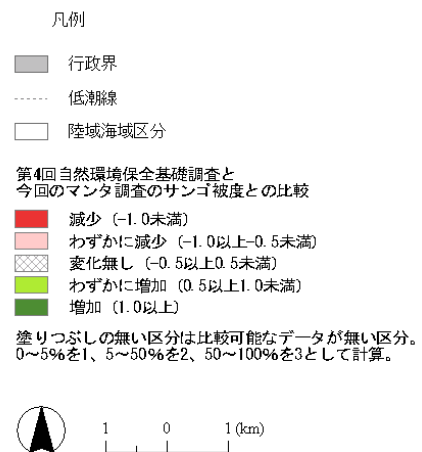 凡例
行政界
低潮線
陸域海域区分
第4回自然環境保全基礎調査と
今回のマンタ調査のサンゴ被度との比較
減少 (-1.0未満)
わずかに減少 (-1.0以上-0.5未満)
変化無し (-0.5以上0.5未満)
わずかに増加 (0.5以上1.0未満)
増加 (1.0以上)
塗りつぶしの無い区分は比較可能なデータが無い区分。
0～5%を1、5～50%を2、50～100%を3として計算。
1 0 1 (km)